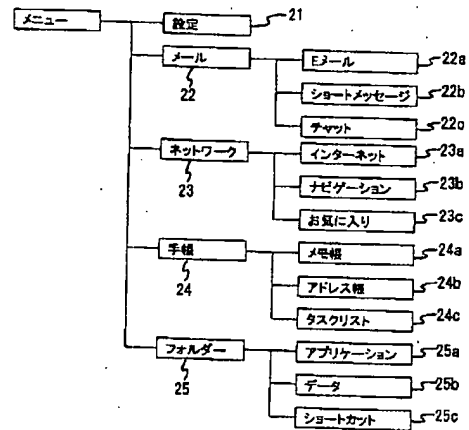 メニュー
設定 21
メール 22
Eメール 22a
ショートメッセージ 22b
チャット 22c
ネットワーク 23
インターネット 23a
ナビゲーション 23b
お気に入り 23c
手帳 24
メモ帳 24a
アドレス帳 24b
タスクリスト 24c
フォルダー 25
アプリケーション 25a
データ 25b
ショートカット 25c